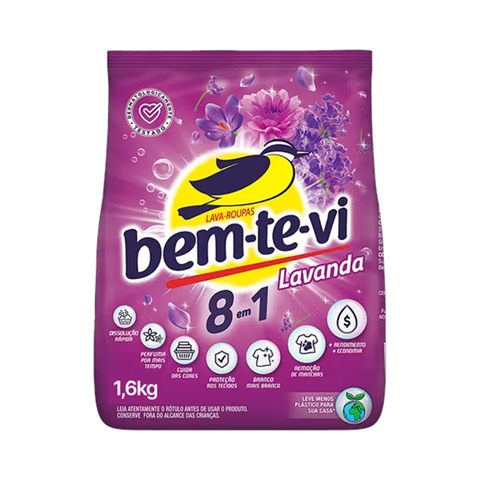 DERMATOLOGICAMENTE
TESTADO
LAVA-ROUPAS
bem-te-vi
Lavanda
8 em 1
DISSOLUÇÃO
RÁPIDA
PERFUMA
POR MAIS
TEMPO
CUIDA
DAS CORES
PROTEÇÃO
AOS TECIDOS
BRANCO
MAIS BRANCO
REMOÇÃO
DE MANCHAS
$
+ RENDIMENTO
+ ECONOMIA
1,6kg
LEIA ATENTAMENTE O RÓTULO ANTES DE USAR O PRODUTO.
CONSERVE FORA DO ALCANCE DAS CRIANÇAS.
LEVE MENOS
PLÁSTICO PARA
SUA CASA*